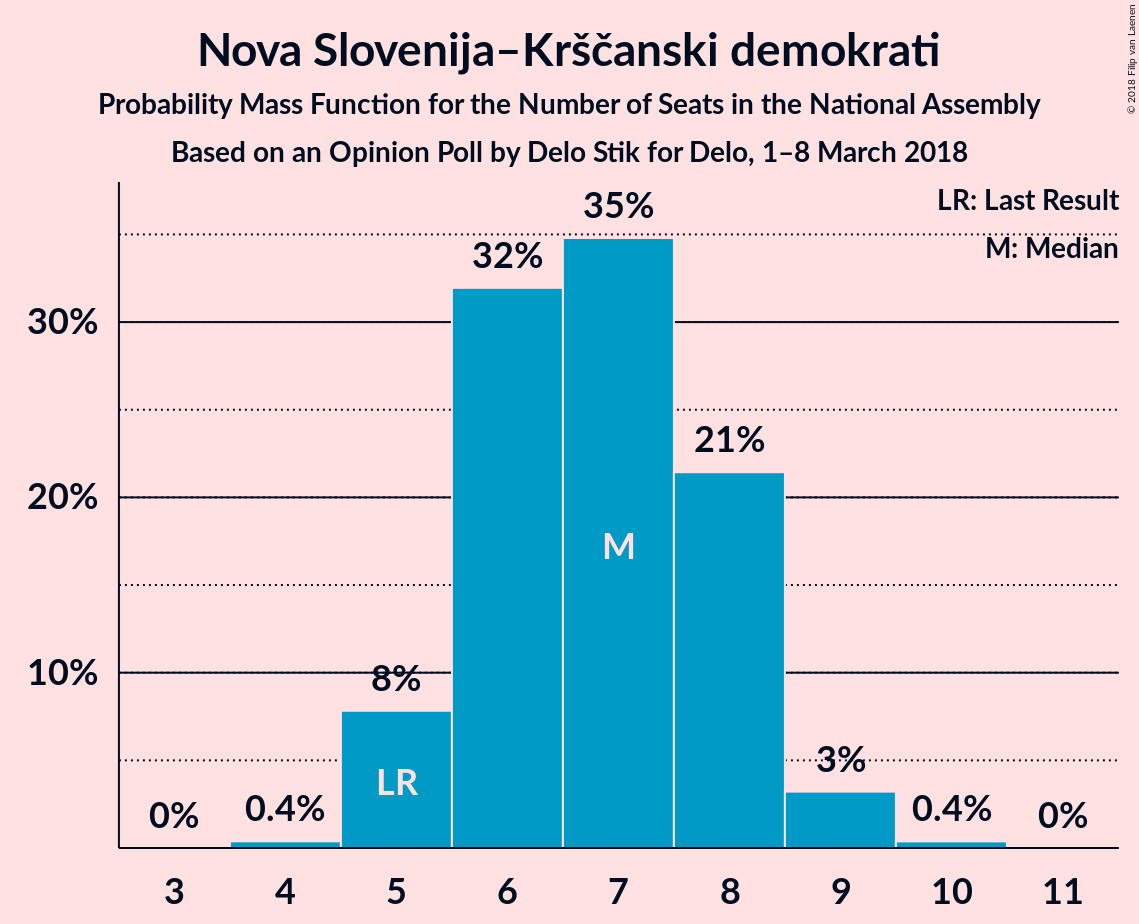 Nova Slovenija–Krščanski demokrati
Probability Mass Function for the Number of Seats in the National Assembly
Based on an Opinion Poll by Delo Stik for Delo, 1–8 March 2018
© 2018 Filip van Laenen
LR: Last Result
M: Median
35%
32%
30%
21%
20%
M
10%
8%
LR
3%
0%
0.4%
0.4%
0%
3 4 5 6 7 8 9 10 11